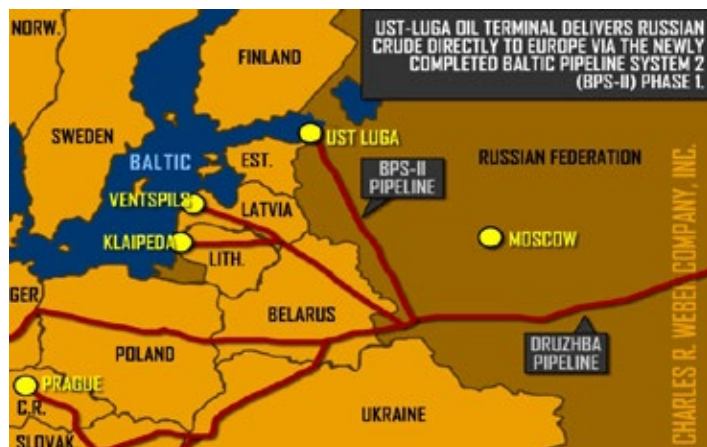 NORW.
UST-LUGA OIL TERMINAL DELIVERS RUSSIAN
CRUDE DIRECTLY TO EUROPE VIA THE NEWLY
COMPLETED BALTIC PIPELINE SYSTEM 2
(BPS-II) PHASE 1.
FINLAND
SWEDEN
UST LUGA
BALTIC
EST.
RUSSIAN FEDERATION
BPS-II
PIPELINE
VENTSPILS
LATVIA
KLAIPEDA
MOSCOW
LITH.
GER.
BELARUS
POLAND
DRUZHBA
PIPELINE
PRAGUE
C.R.
UKRAINE
SLOVAK
CHARLES R. WEBER COMPANY, INC.